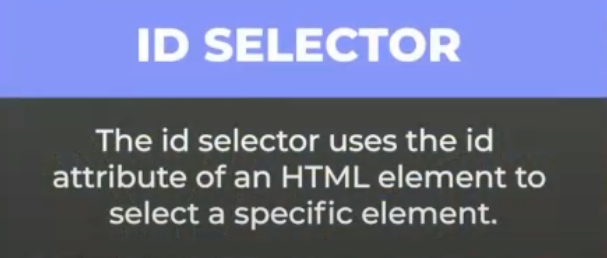 ID SELECTOR
The id selector uses the id
attribute of an HTML element to
select a specific element.